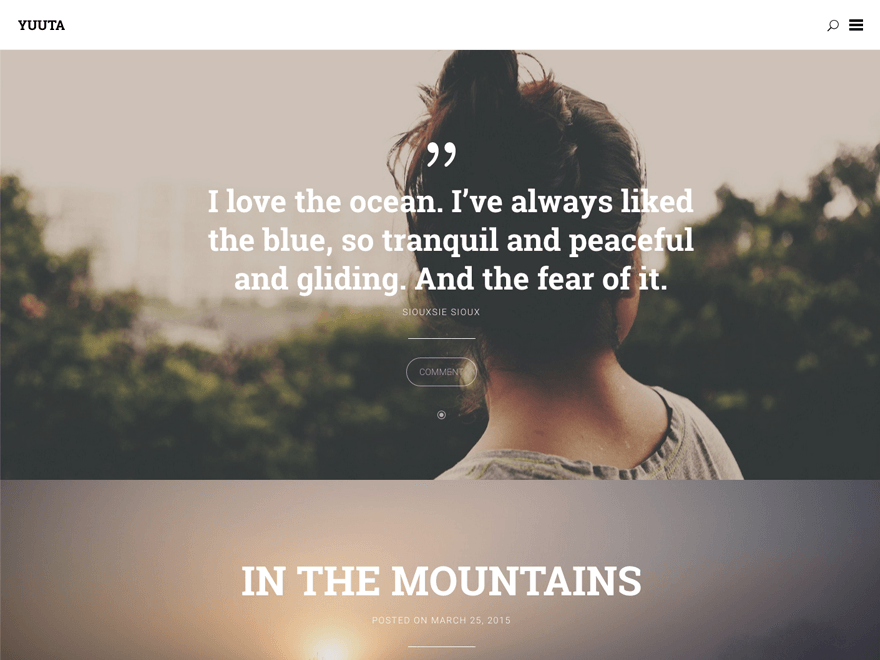 YUUTA
”
I love the ocean. I’ve always liked
the blue, so tranquil and peaceful
and gliding. And the fear of it.
SIOUXSIE SIOUX
COMMENT
IN THE MOUNTAINS
POSTED ON MARCH 25, 2015